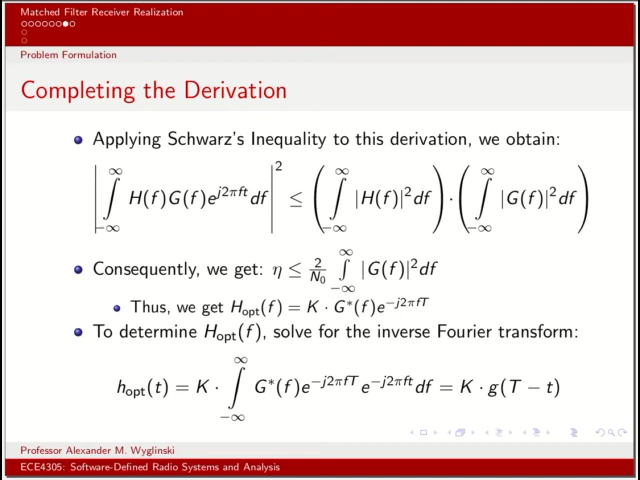 Matched Filter Receiver Realization
Problem Formulation
Completing the Derivation
Applying Schwarz's Inequality to this derivation, we obtain:
|∫_{−∞}^{∞} H(f)G(f)e^{j2πft}df|² ≤ (∫_{−∞}^{∞} |H(f)|²df) · (∫_{−∞}^{∞} |G(f)|²df)
Consequently, we get: η ≤ 2/N₀ ∫_{−∞}^{∞} |G(f)|²df
Thus, we get H_opt(f) = K · G*(f)e^{−j2πfT}
To determine H_opt(f), solve for the inverse Fourier transform:
h_opt(t) = K · ∫_{−∞}^{∞} G*(f)e^{−j2πfT}e^{−j2πft}df = K · g(T − t)
Professor Alexander M. Wyglinski
ECE4305: Software-Defined Radio Systems and Analysis